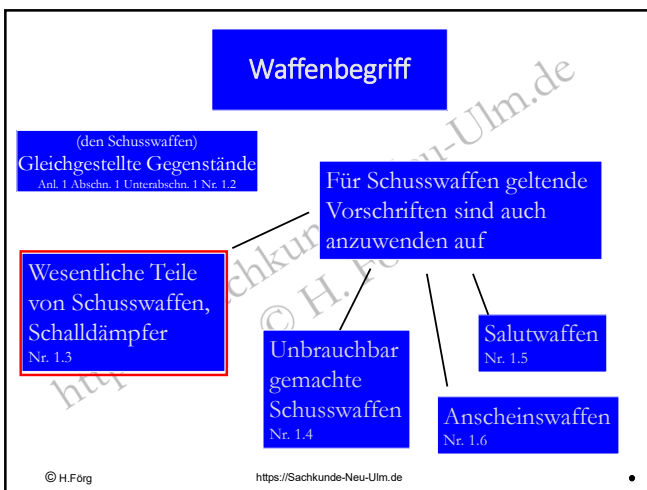 Waffenbegriff
(den Schusswaffen)
Gleichgestellte Gegenstände
Anl. 1 Abschn. 1 Unterabschn. 1 Nr. 1.2
Für Schusswaffen geltende
Vorschriften sind auch
anzuwenden auf
Wesentliche Teile
von Schusswaffen,
Schalldämpfer
Nr. 1.3
Unbrauchbar
gemachte
Schusswaffen
Nr. 1.4
Salutwaffen
Nr. 1.5
Anscheinswaffen
Nr. 1.6
© H.Förg
https://Sachkunde-Neu-Ulm.de